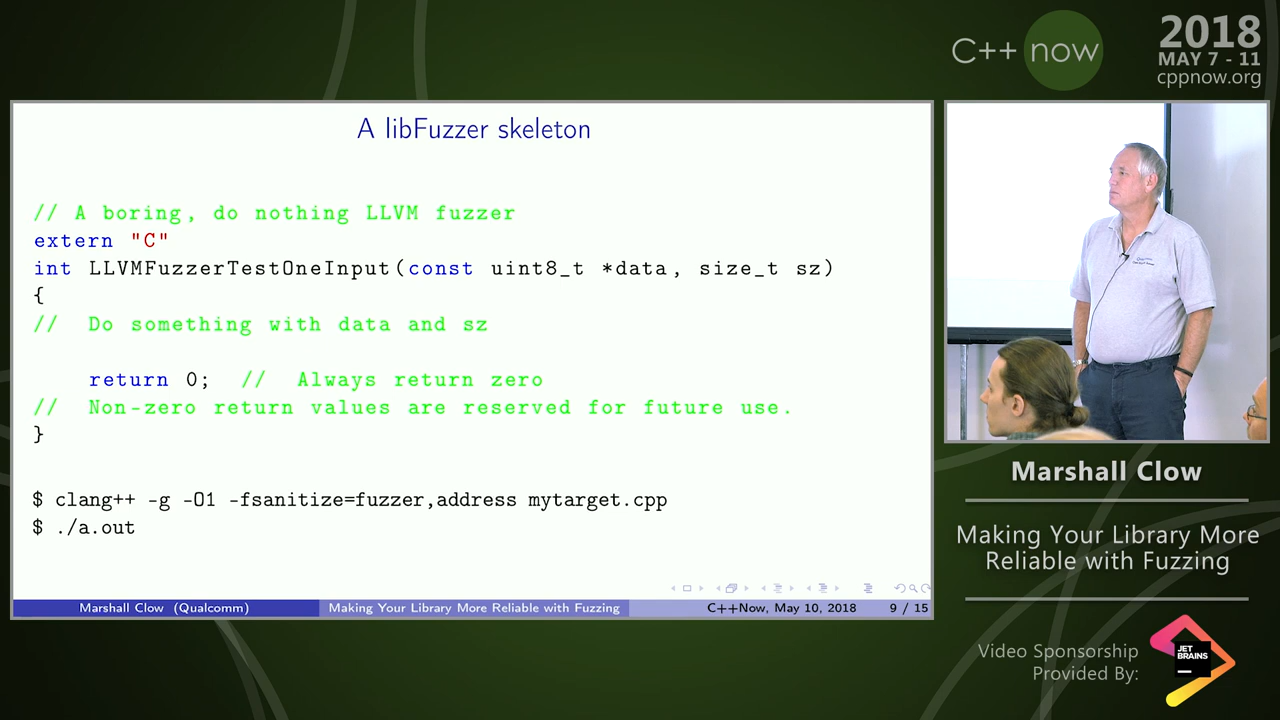 C++ now
2018
MAY 7 - 11
cppnow.org
A libFuzzer skeleton
// A boring, do nothing LLVM fuzzer
extern "C"
int LLVMFuzzerTestOneInput(const uint8_t *data, size_t sz)
{
// Do something with data and sz
return 0; // Always return zero
// Non-zero return values are reserved for future use.
}
$ clang++ -g -O1 -fsanitize=fuzzer,address mytarget.cpp
$ ./a.out
Marshall Clow (Qualcomm)
Making Your Library More Reliable with Fuzzing
C++Now, May 10, 2018
9 / 15
Marshall Clow
Making Your Library More
Reliable with Fuzzing
Video Sponsorship
Provided By:
JET
BRAINS